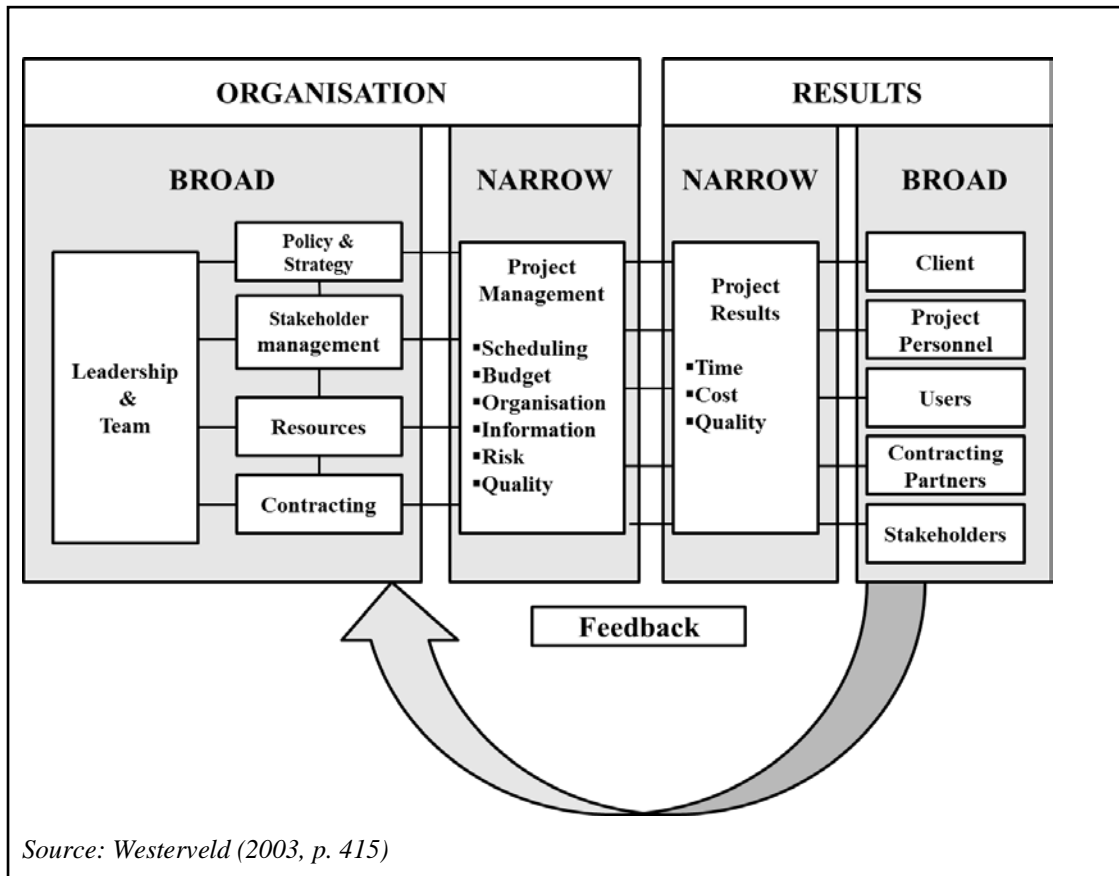 ORGANISATION
RESULTS
BROAD
NARROW
NARROW
BROAD
Leadership
&
Team
Policy &
Strategy
Stakeholder
management
Resources
Contracting
Project
Management
▪Scheduling
▪Budget
▪Organisation
▪Information
▪Risk
▪Quality
Project
Results
▪Time
▪Cost
▪Quality
Client
Project
Personnel
Users
Contracting
Partners
Stakeholders
Feedback
Source: Westerveld (2003, p. 415)